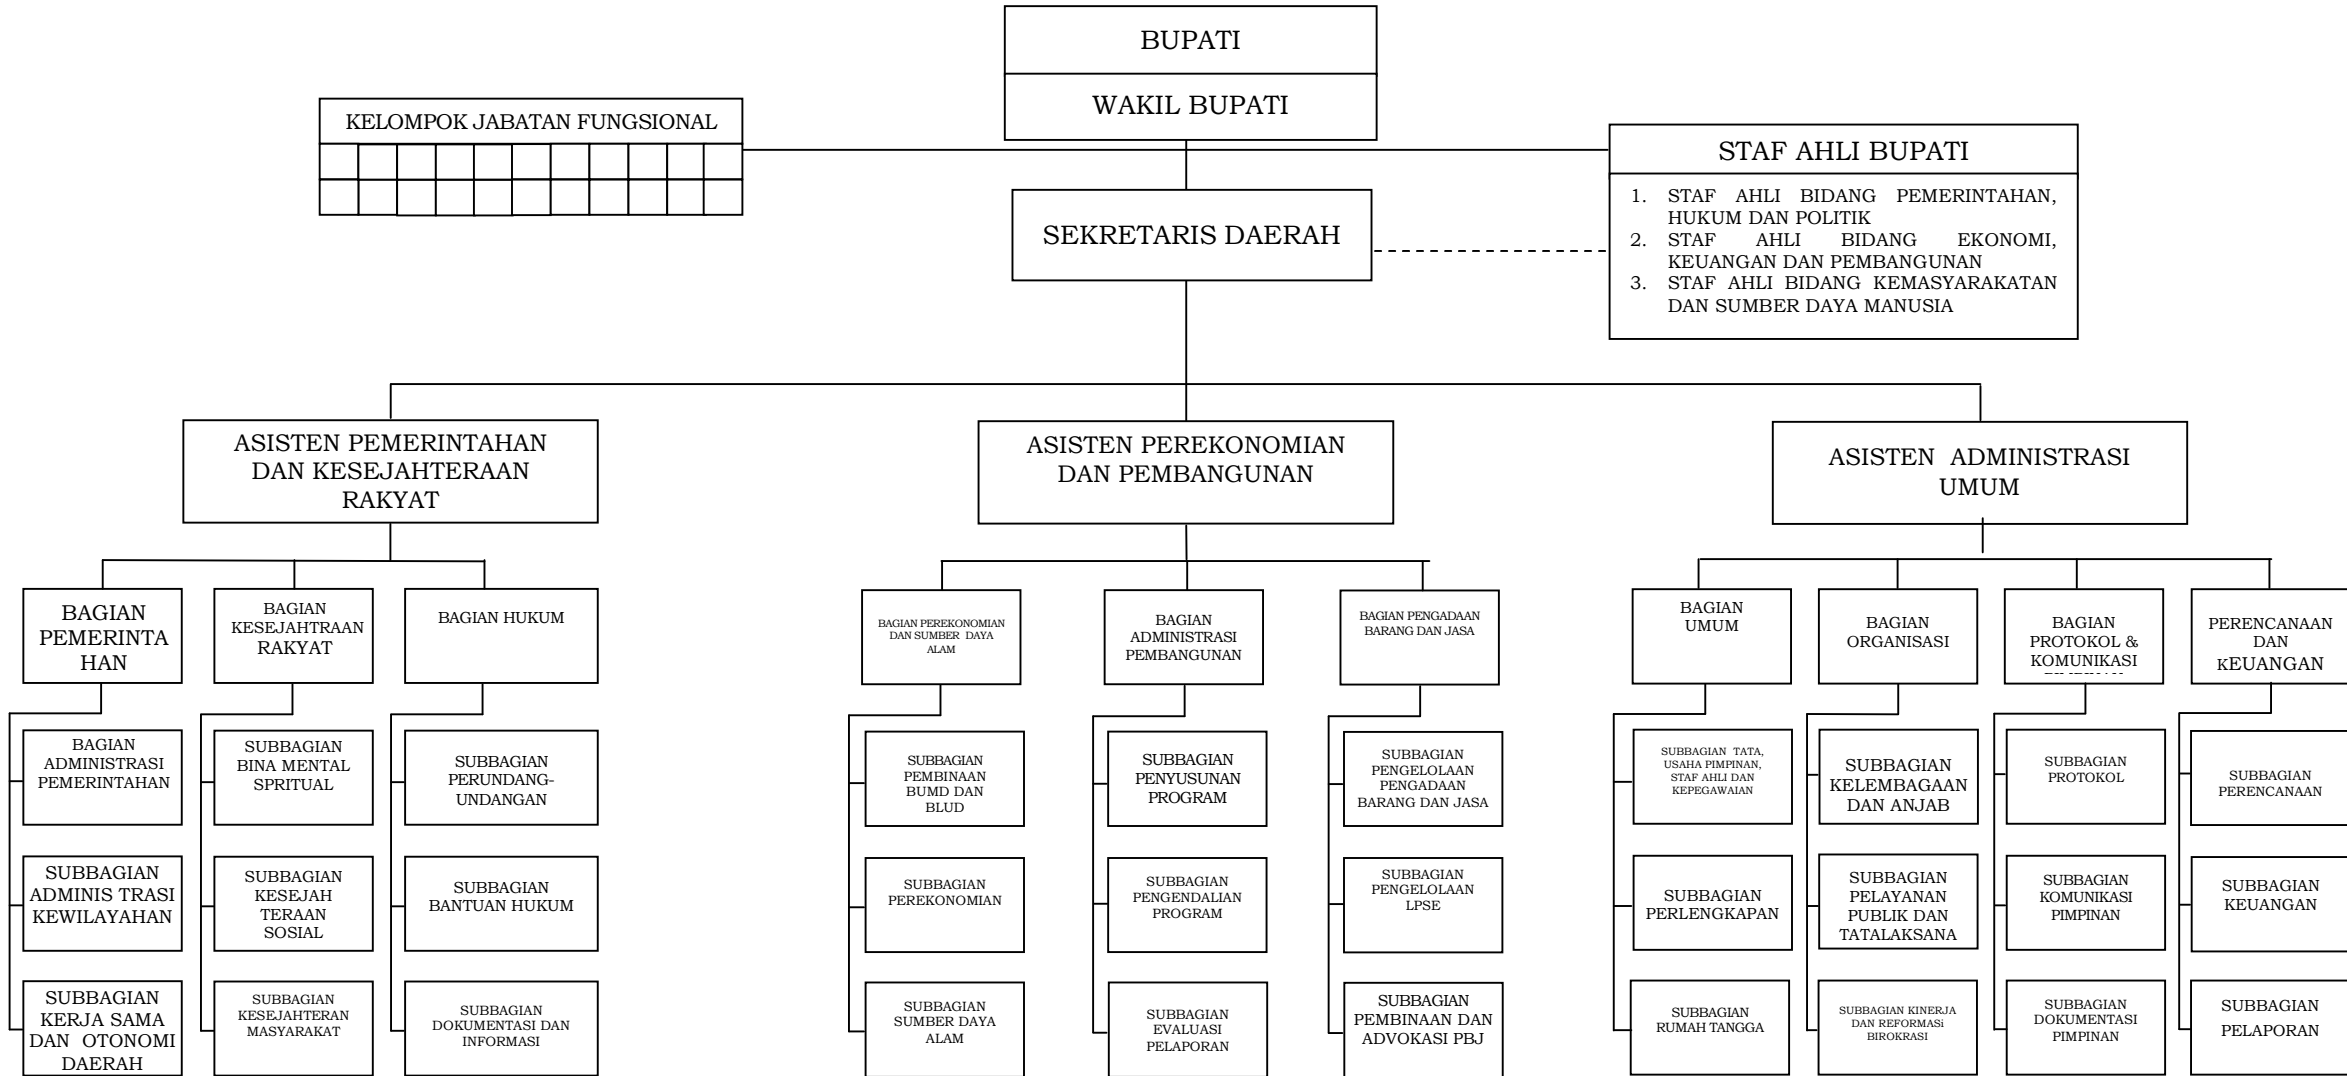 BUPATI
WAKIL BUPATI
KELOMPOK JABATAN FUNGSIONAL
STAF AHLI BUPATI
1. STAF AHLI BIDANG PEMERINTAHAN,
HUKUM DAN POLITIK
2. STAF AHLI BIDANG EKONOMI,
KEUANGAN DAN PEMBANGUNAN
3. STAF AHLI BIDANG KEMASYARAKATAN
DAN SUMBER DAYA MANUSIA
SEKRETARIS DAERAH
ASISTEN PEMERINTAHAN
DAN KESEJAHTERAAN
RAKYAT
ASISTEN PEREKONOMIAN
DAN PEMBANGUNAN
ASISTEN ADMINISTRASI
UMUM
BAGIAN
PEMERINTA
HAN
BAGIAN
KESEJAHTRAAN
RAKYAT
BAGIAN HUKUM
BAGIAN PEREKONOMIAN
DAN SUMBER DAYA
ALAM
BAGIAN
ADMINISTRASI
PEMBANGUNAN
BAGIAN PENGADAAN
BARANG DAN JASA
BAGIAN
UMUM
BAGIAN
ORGANISASI
BAGIAN
PROTOKOL &
KOMUNIKASI
PERENCANAAN
DAN
KEUANGAN
BAGIAN
ADMINISTRASI
PEMERINTAHAN
SUBBAGIAN
BINA MENTAL
SPRITUAL
SUBBAGIAN
PERUNDANG-
UNDANGAN
SUBBAGIAN
PEMBINAAN
BUMD DAN
BLUD
SUBBAGIAN
PENYUSUNAN
PROGRAM
SUBBAGIAN
PENGELOLAAN
PENGADAAN
BARANG DAN JASA
SUBBAGIAN TATA,
USAHA PIMPINAN,
STAF AHLI DAN
KEPEGAWAIAN
SUBBAGIAN
KELEMBAGAAN
DAN ANJAB
SUBBAGIAN
PROTOKOL
SUBBAGIAN
PERENCANAAN
SUBBAGIAN
ADMINIS TRASI
KEWILAYAHAN
SUBBAGIAN
KESEJAH
TERAAN
SOSIAL
SUBBAGIAN
BANTUAN HUKUM
SUBBAGIAN
PEREKONOMIAN
SUBBAGIAN
PENGENDALIAN
PROGRAM
SUBBAGIAN
PENGELOLAAN
LPSE
SUBBAGIAN
PERLENGKAPAN
SUBBAGIAN
PELAYANAN
PUBLIK DAN
TATALAKSANA
SUBBAGIAN
KOMUNIKASI
PIMPINAN
SUBBAGIAN
KEUANGAN
SUBBAGIAN
KERJA SAMA
DAN OTONOMI
DAERAH
SUBBAGIAN
KESEJAHTERAN
MASYARAKAT
SUBBAGIAN
DOKUMENTASI DAN
INFORMASI
SUBBAGIAN
SUMBER DAYA
ALAM
SUBBAGIAN
EVALUASI
PELAPORAN
SUBBAGIAN
PEMBINAAN DAN
ADVOKASI PBJ
SUBBAGIAN
RUMAH TANGGA
SUBBAGIAN KINERJA
DAN REFORMASi
BIROKRASI
SUBBAGIAN
DOKUMENTASI
PIMPINAN
SUBBAGIAN
PELAPORAN